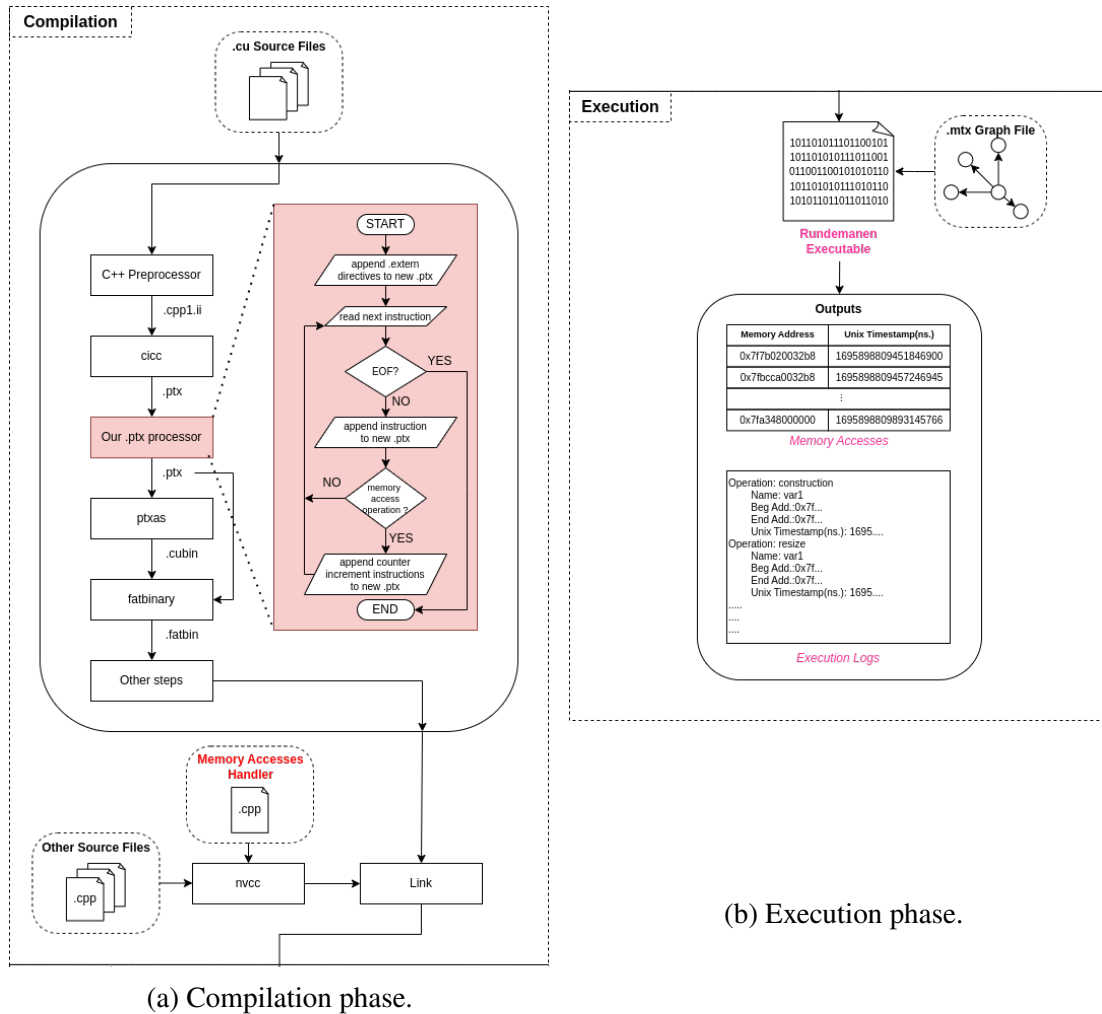 Compilation
.cu Source Files
C++ Preprocessor
.cpp1.ii
cicc
.ptx
Our .ptx processor
.ptx
ptxas
.cubin
fatbinary
.fatbin
Other steps
START
append .extern
directives to new .ptx
read next instruction
EOF?
YES
NO
append instruction
to new .ptx
memory
access
operation ?
NO
YES
append counter
increment instructions
to new .ptx
END
Memory Accesses
Handler
.cpp
Other Source Files
.cpp
nvcc
Link
(a) Compilation phase.
Execution
101101011101100101
101101010111011001
011001100101010110
101101010111010110
101011011011011010
Rundemanen
Executable
.mtx Graph File
Outputs
Memory Address Unix Timestamp(ns.)
0x7f7b020032b8 1695898809451846900
0x7fbcca0032b8 1695898809457246945
⋮
0x7fa348000000 1695898809893145766
Memory Accesses
Operation: construction
Name: var1
Beg Add.:0x7f...
End Add.:0x7f...
Unix Timestamp(ns.): 1695....
Operation: resize
Name: var1
Beg Add.:0x7f...
End Add.:0x7f...
Unix Timestamp(ns.): 1695....
.....
....
....
Execution Logs
(b) Execution phase.